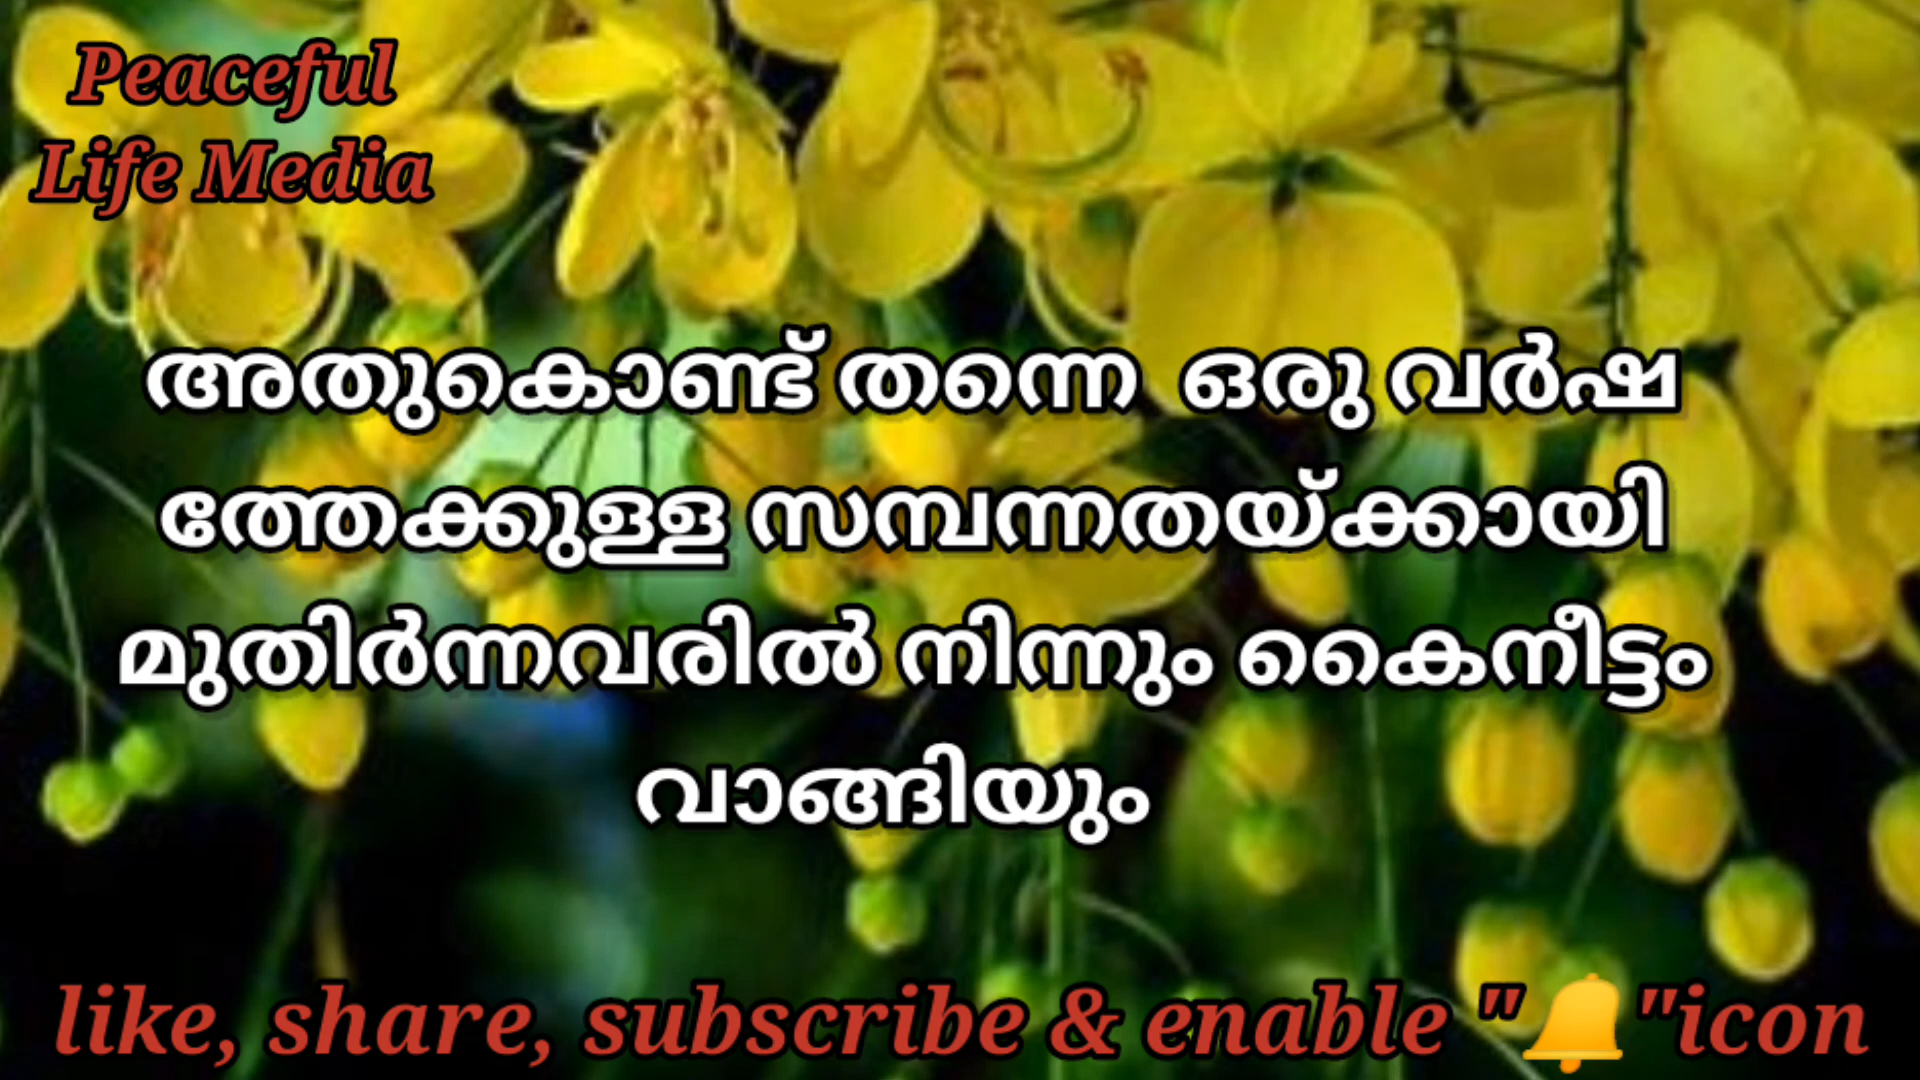 Peaceful
Life Media
അതുകൊണ്ട് തന്നെ ഒരു വർഷ
ത്തേക്കുള്ള സമ്പന്നതയ്ക്കായി
മുതിർന്നവരിൽ നിന്നും കൈനീട്ടം
വാങ്ങിയും
like, share, subscribe & enable "🔔"icon